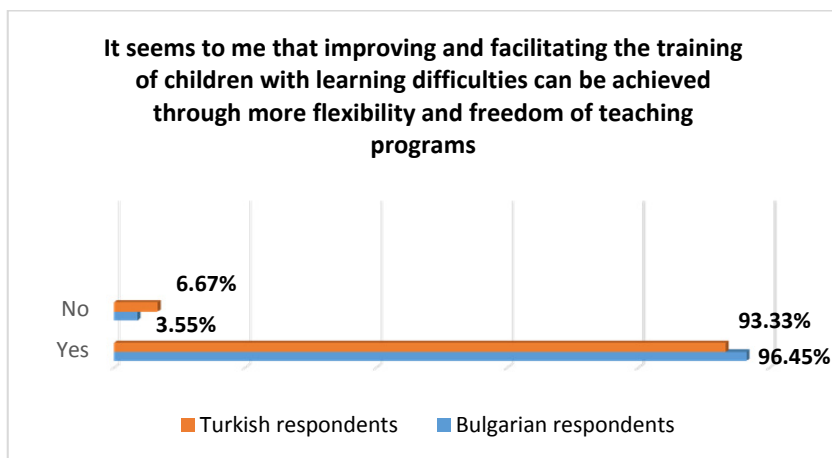 It seems to me that improving and facilitating the training
of children with learning difficulties can be achieved
through more flexibility and freedom of teaching
programs
6.67%
No
3.55%
93.33%
Yes
96.45%
Turkish respondents
Bulgarian respondents